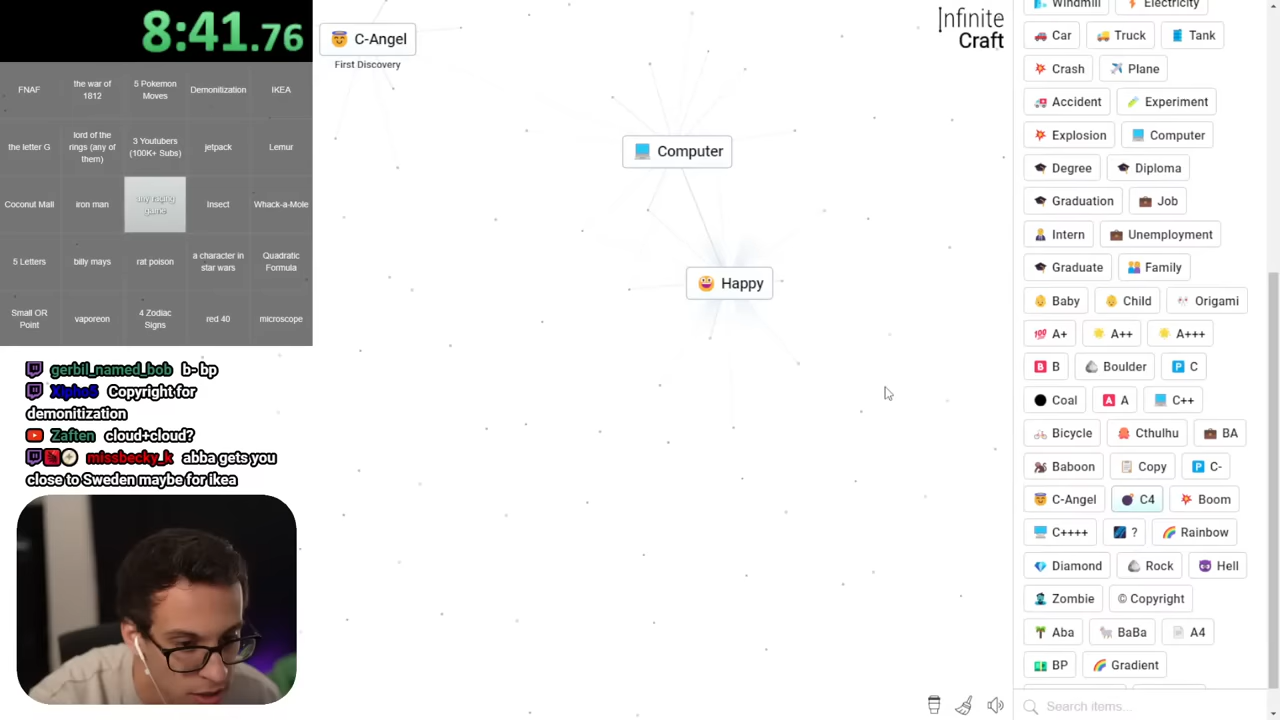 8:41.76
FNAF
the war of 1812
5 Pokemon Moves
Demonitization
IKEA
the letter G
lord of the rings (any of them)
3 Youtubers (100K+ Subs)
jetpack
Lemur
Coconut Mall
iron man
any racing game
Insect
Whack-a-Mole
5 Letters
billy mays
rat poison
a character in star wars
Quadratic Formula
Small OR Point
vaporeon
4 Zodiac Signs
red 40
microscope
gerbil_named_bob b- bp
Xipho5 Copyright for
demonitization
Zaften cloud+cloud?
missbecky_k abba gets you
close to Sweden maybe for ikea
C-Angel
First Discovery
Computer
Happy
Infinite
Craft
Windmill Electricity
Car Truck Tank
Crash Plane
Accident Experiment
Explosion Computer
Degree Diploma
Graduation Job
Intern Unemployment
Graduate Family
Baby Child Origami
A+ A++ A+++
B Boulder C
Coal A C++
Bicycle Cthulhu BA
Baboon Copy C-
C-Angel C4 Boom
C++++ ? Rainbow
Diamond Rock Hell
Zombie Copyright
Aba BaBa A4
BP Gradient
Search items...